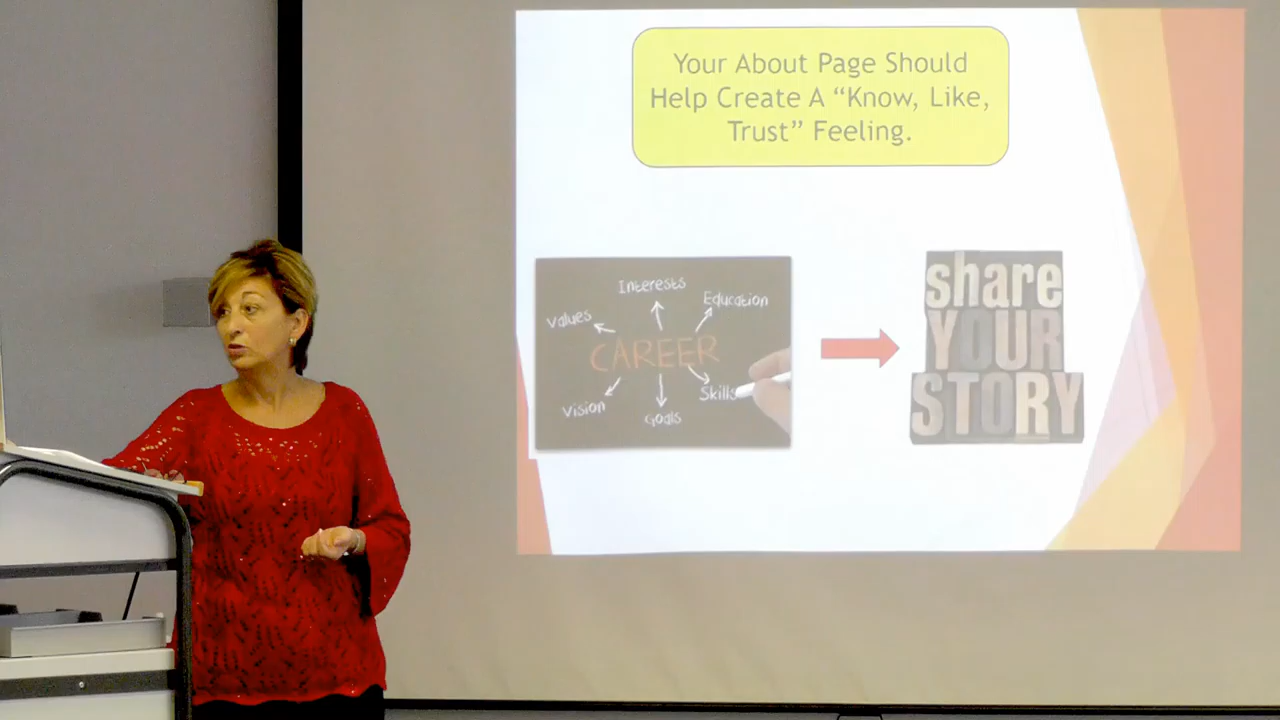 Your About Page Should
Help Create A “Know, Like,
Trust” Feeling.
Interests
Education
Values
CAREER
Skills
Vision
Goals
share
YOUR
STORY